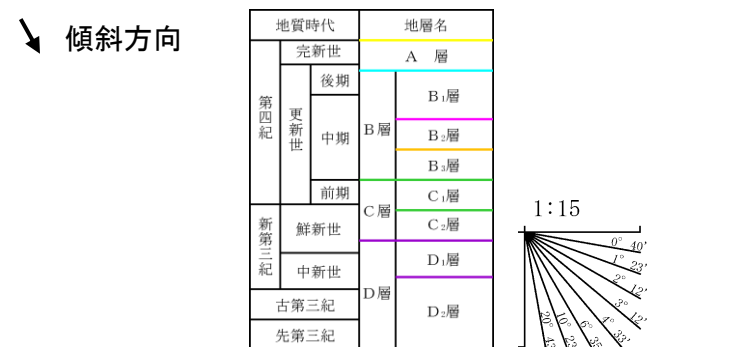 傾斜方向
地質時代 地層名
完新世 A 層
第四紀
更新世
後期
中期
前期
B層
B₁層
B₂層
B₃層
C層
C₁層
C₂層
新第三紀
鮮新世
中新世
D層
D₁層
D₂層
古第三紀
先第三紀
1:15
0° 40'
1° 23'
2° 12'
3° 12'
4° 33'
6° 35'
10° 23'
20°